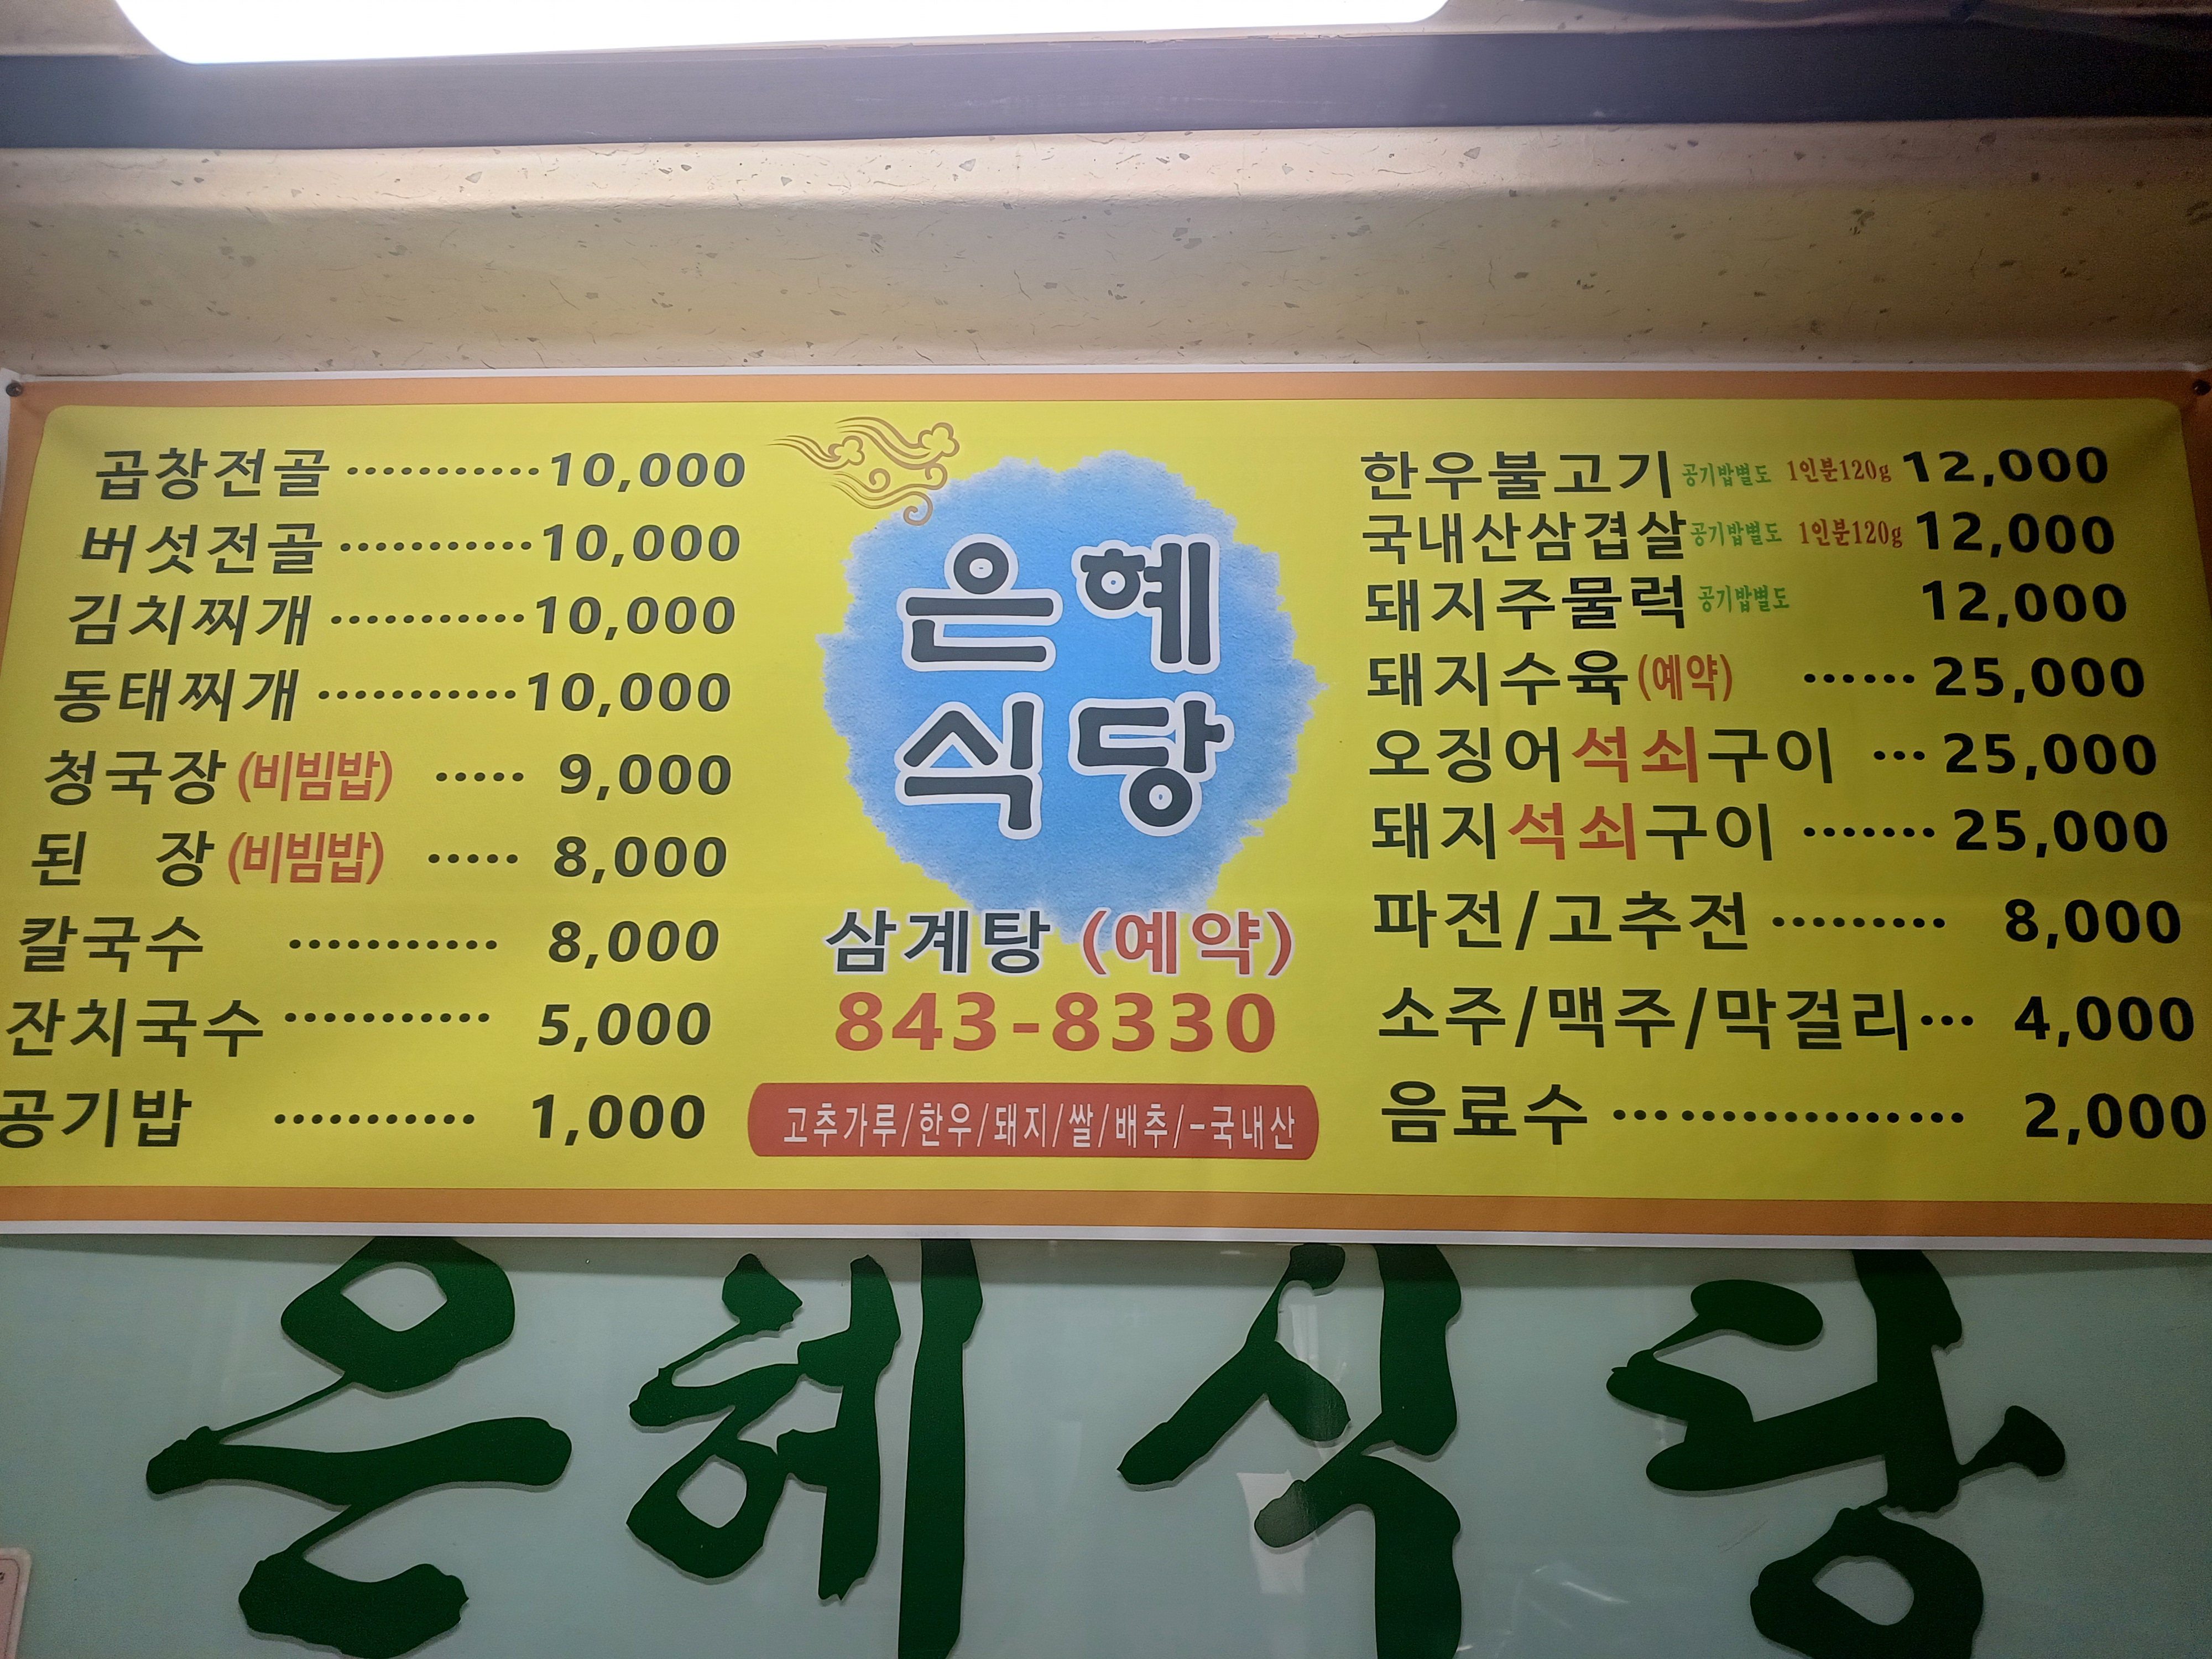 곱창전골 ············ 10,000
버섯전골 ············ 10,000
김치찌개 ············ 10,000
동태찌개 ············ 10,000
청국장(비빔밥) ····· 9,000
된 장(비빔밥) ····· 8,000
칼국수 ············ 8,000
잔치국수 ············ 5,000
공기밥 ············ 1,000
은혜
식당
삼계탕 (예약)
843-8330
고추가루/한우/돼지/쌀/배추/-국내산
한우불고기 공기밥별도 1인분120g 12,000
국내산삼겹살 공기밥별도 1인분120g 12,000
돼지주물럭 공기밥별도 12,000
돼지수육(예약) ······ 25,000
오징어석쇠구이 ··· 25,000
돼지석쇠구이 ······· 25,000
파전/고추전 ········· 8,000
소주/맥주/막걸리··· 4,000
음료수 ················· 2,000
은혜식당